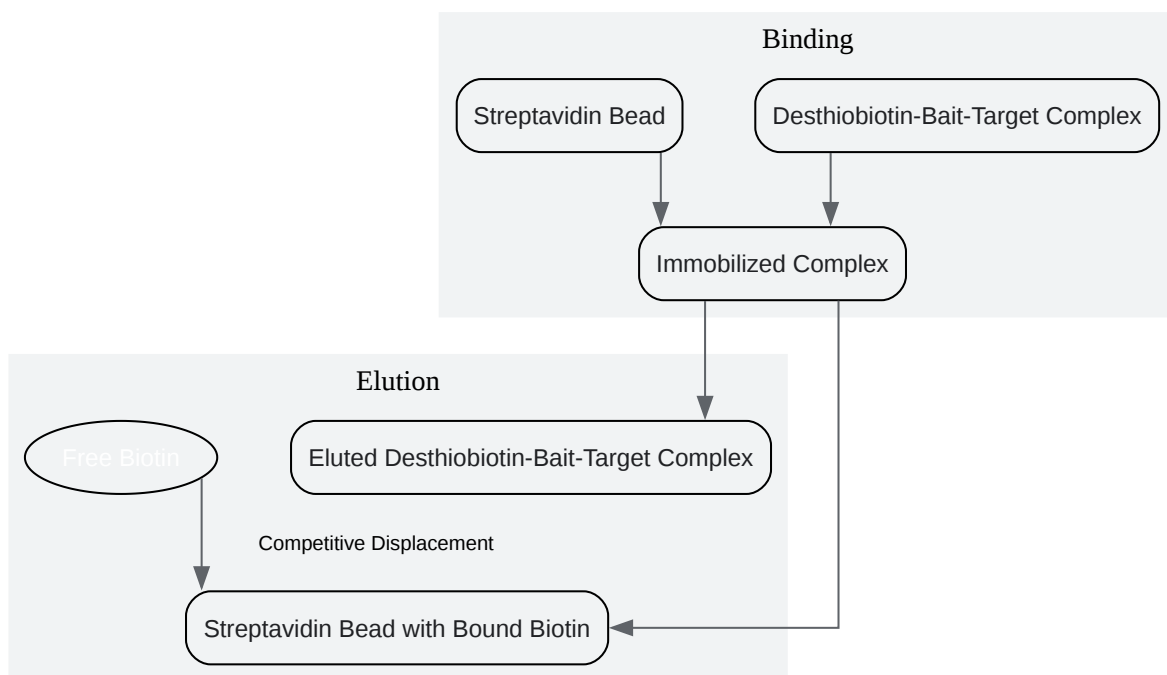 Binding
Streptavidin Bead
Desthiobiotin-Bait-Target Complex
Immobilized Complex
Elution
Free Biotin
Eluted Desthiobiotin-Bait-Target Complex
Competitive Displacement
Streptavidin Bead with Bound Biotin